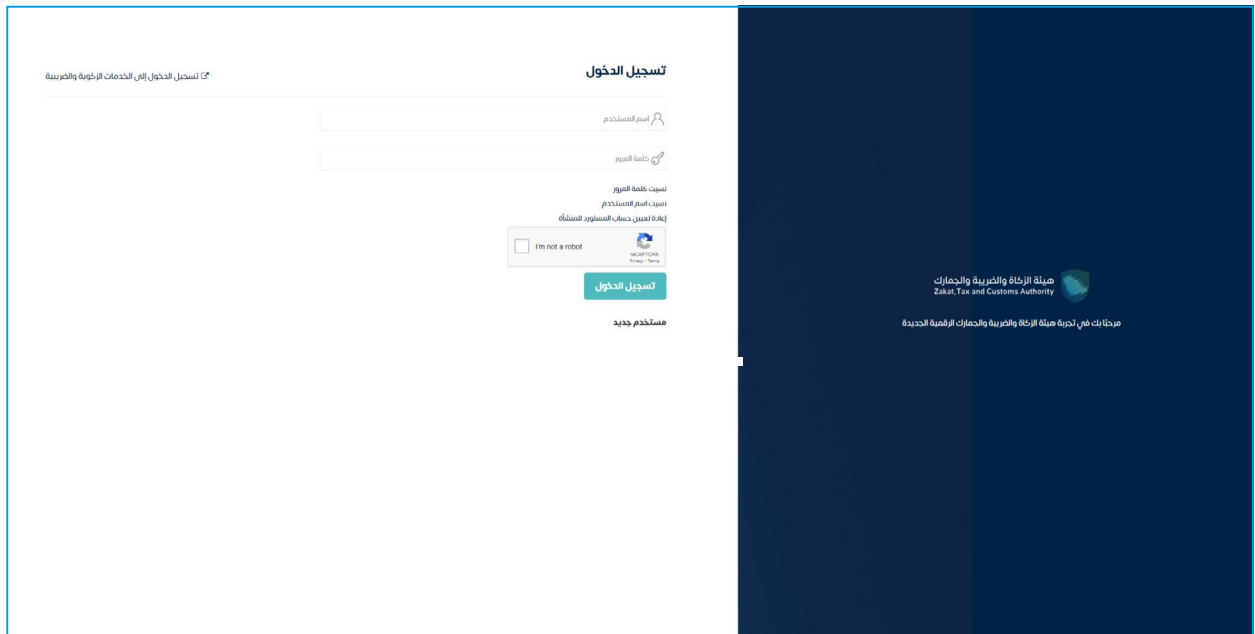 تسجيل الدخول
تسجيل الدخول إلى الخدمات الزكوية والضريبية
اسم المستخدم
كلمة المرور
نسيت كلمة المرور
نسيت اسم المستخدم
إعادة تعيين حساب المستورد للمنشأة
I'm not a robot
reCAPTCHA
Privacy - Terms
تسجيل الدخول
مستخدم جديد
هيئة الزكاة والضريبة والجمارك
Zakat, Tax and Customs Authority
مرحبًا بك في تجربة هيئة الزكاة والضريبة والجمارك الرقمية الجديدة